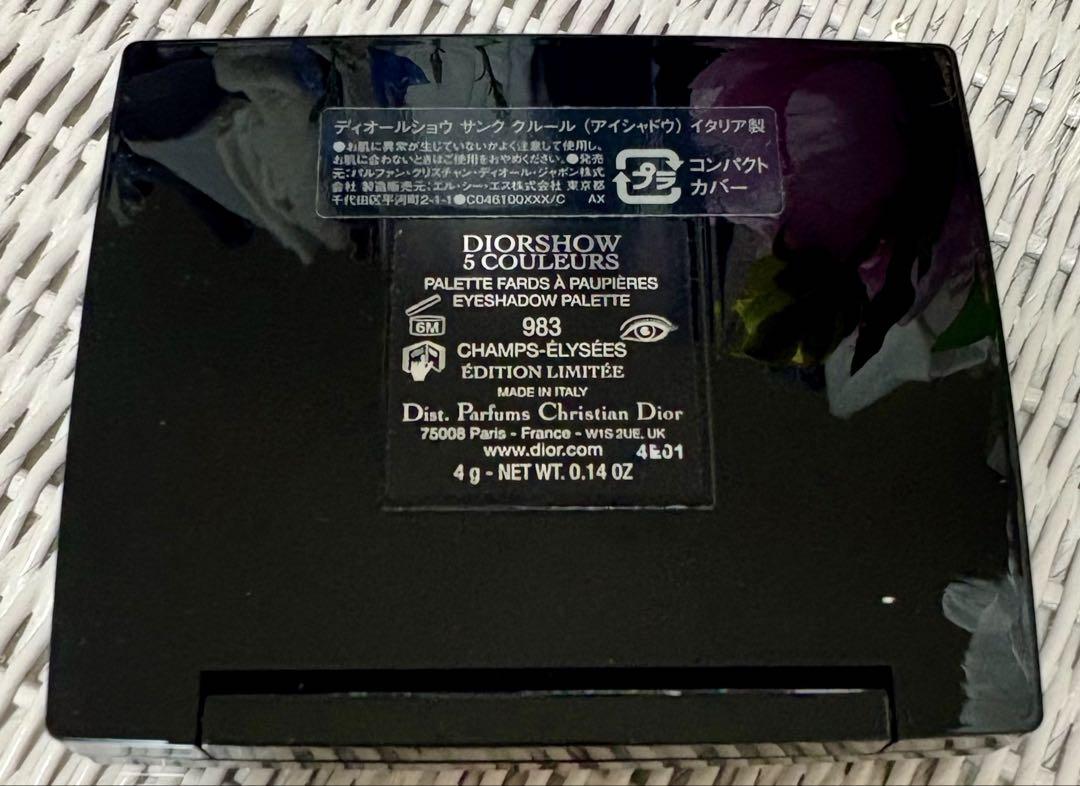 ディオールショウ サンク クルール（アイシャドウ）イタリア製
●お肌に異常が生じていないかよく注意して使用し、
お肌に合わないときはご使用をおやめください。●発売
元:パルファン・クリスチャン・ディオール・ジャポン株式
会社 製造販売元:エル・シー・エス株式会社 東京都
千代田区平河町2-1-1●C046100XXX/C AX
プラ
コンパクト
カバー
DIORSHOW
5 COULEURS
PALETTE FARDS À PAUPIÈRES
EYESHADOW PALETTE
6M
983
CHAMPS-ÉLYSÉES
ÉDITION LIMITÉE
MADE IN ITALY
Dist. Parfums Christian Dior
75008 Paris - France - W1S 2UE. UK
www.dior.com 4E01
4 g - NET WT. 0.14 OZ